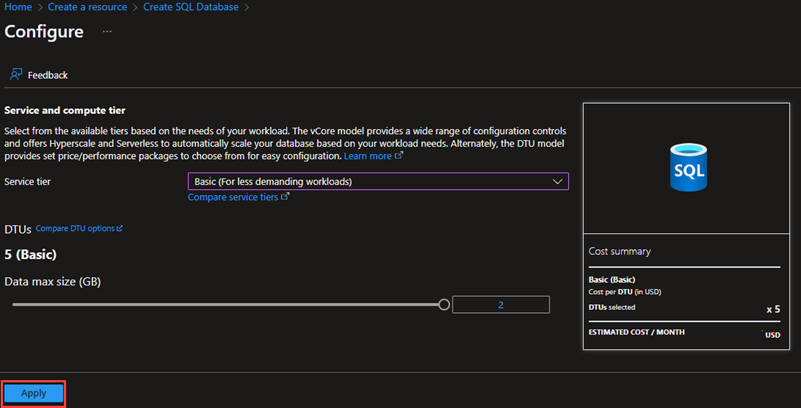 Home > Create a resource > Create SQL Database >
Configure ...
Feedback
Service and compute tier
Select from the available tiers based on the needs of your workload. The vCore model provides a wide range of configuration controls
and offers Hyperscale and Serverless to automatically scale your database based on your workload needs. Alternately, the DTU model
provides set price/performance packages to choose from for easy configuration. Learn more
Service tier
Basic (For less demanding workloads)
Compare service tiers
DTUs Compare DTU options
5 (Basic)
Data max size (GB)
2
SQL
Cost summary
Basic (Basic)
Cost per DTU (in USD)
DTUs selected x 5
ESTIMATED COST / MONTH USD
Apply